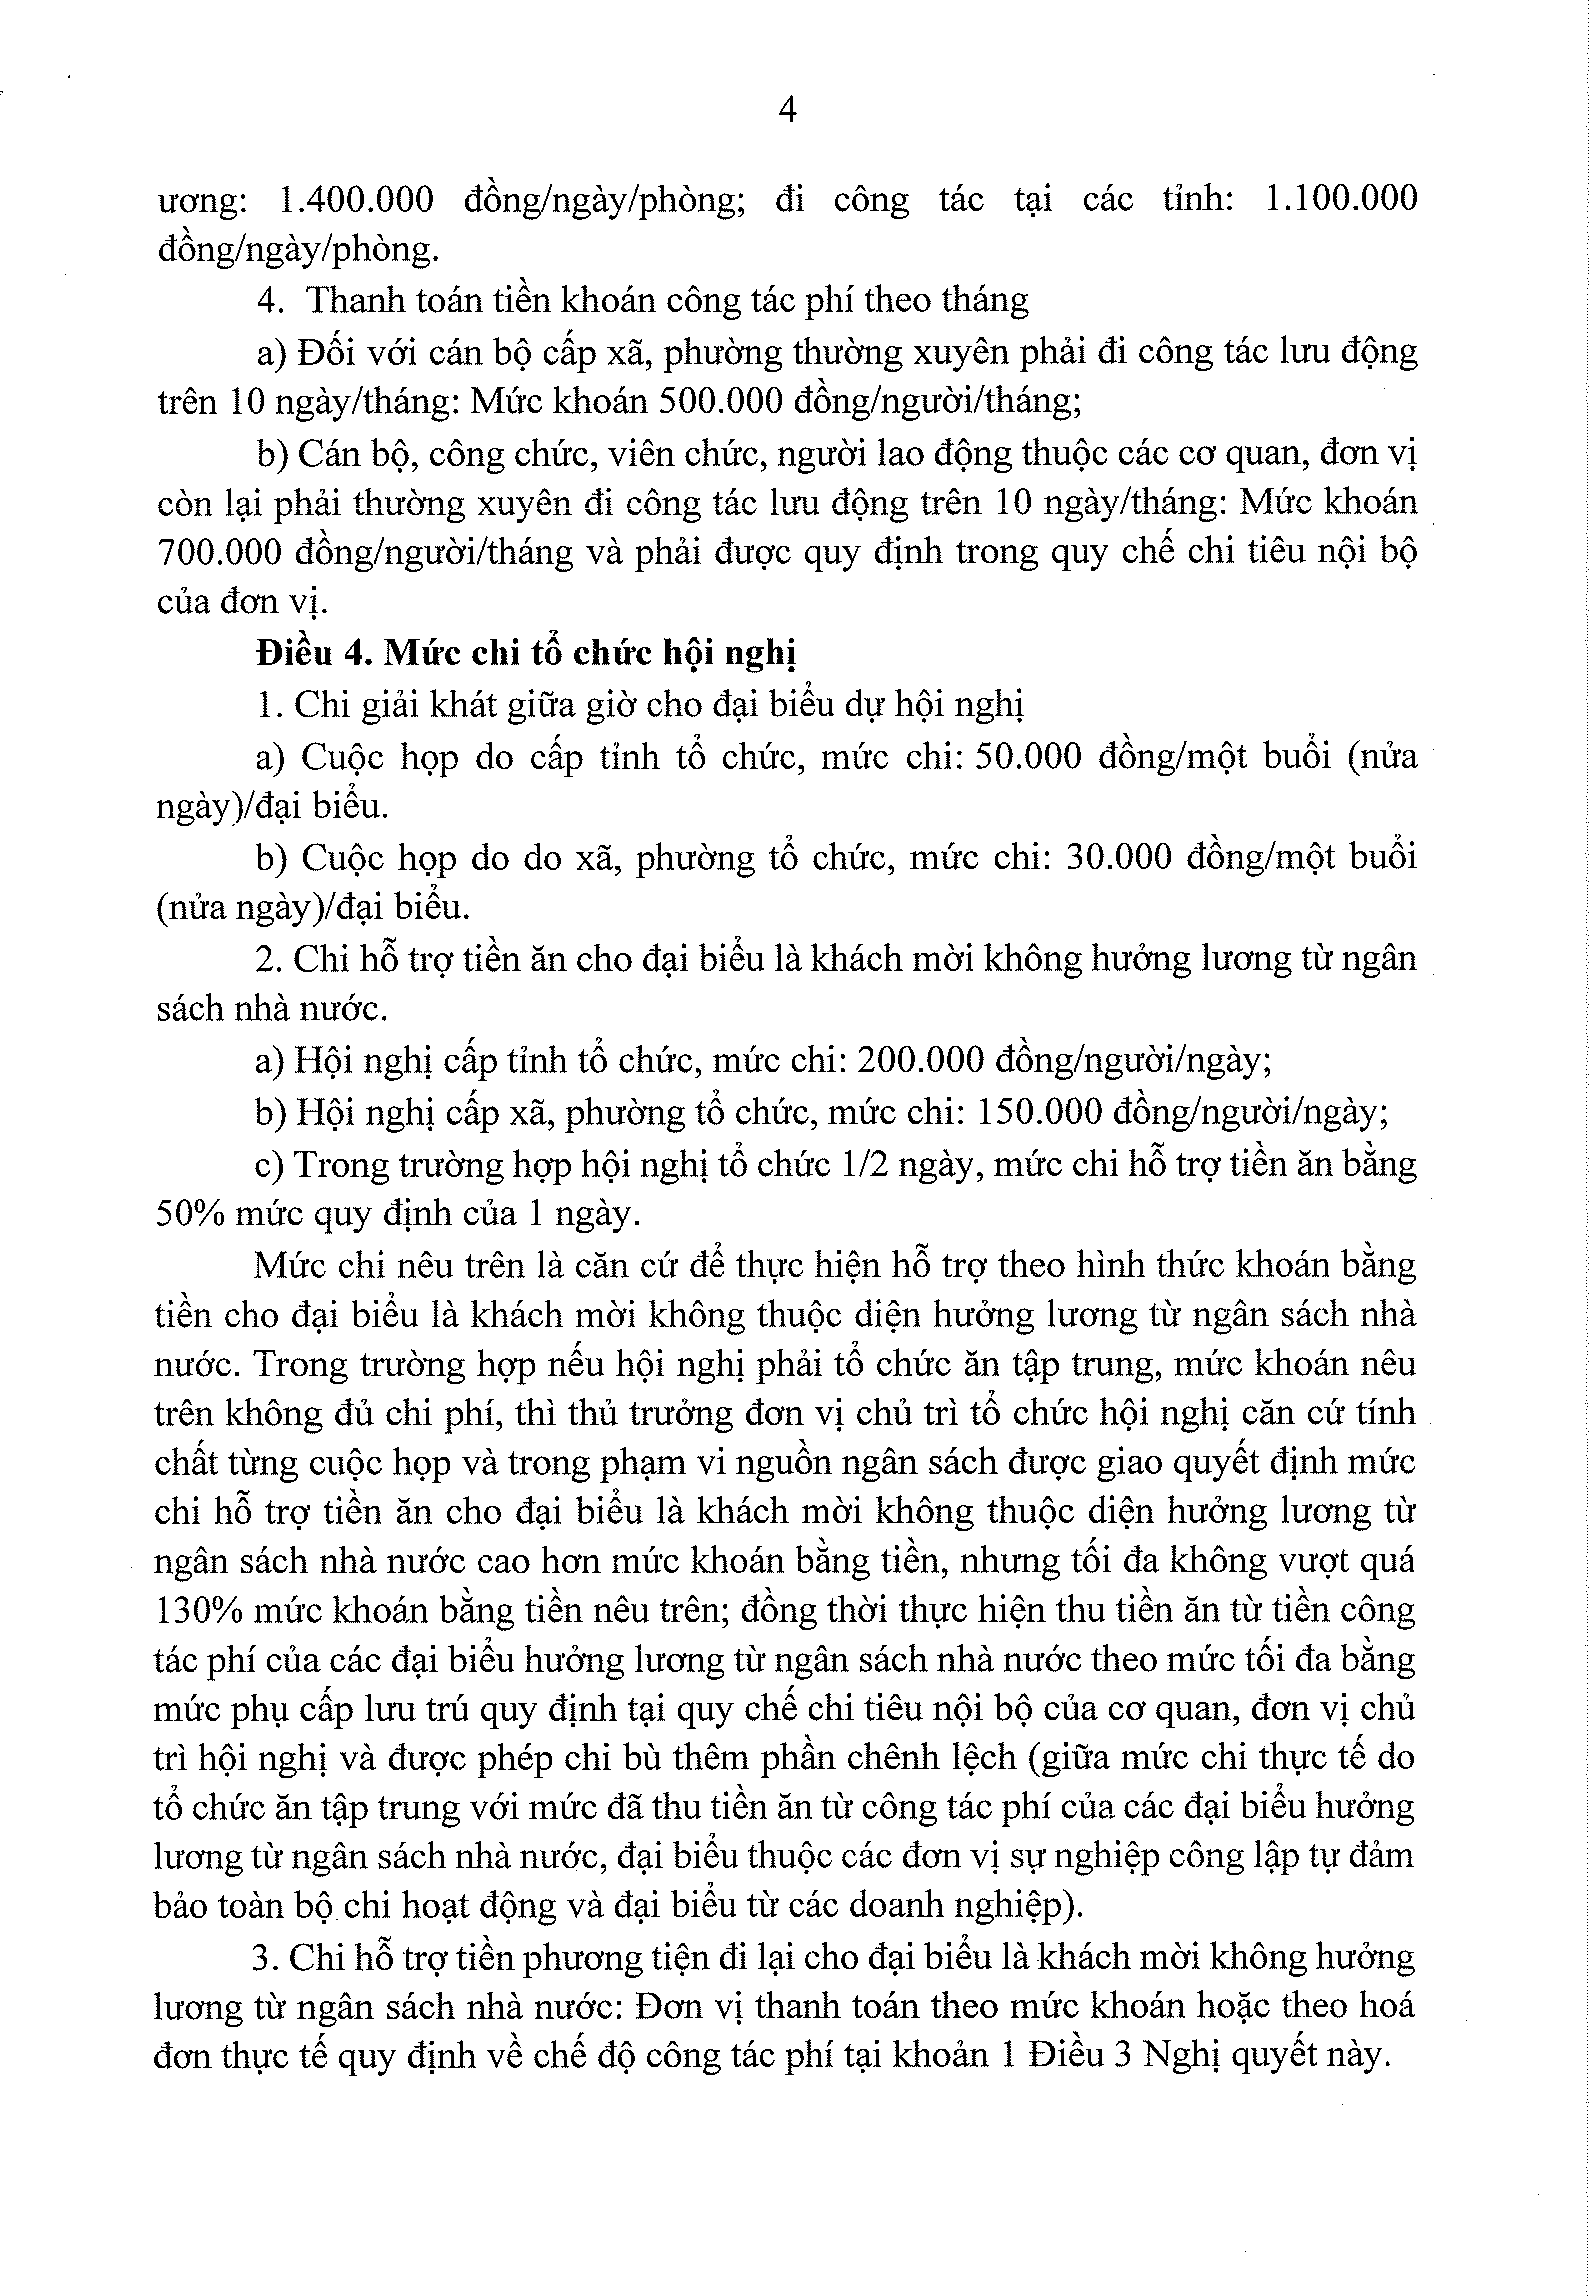 4
ương: 1.400.000 đồng/ngày/phòng; đi công tác tại các tỉnh: 1.100.000
đồng/ngày/phòng.
4. Thanh toán tiền khoán công tác phí theo tháng
a) Đối với cán bộ cấp xã, phường thường xuyên phải đi công tác lưu động
trên 10 ngày/tháng: Mức khoán 500.000 đồng/người/tháng;
b) Cán bộ, công chức, viên chức, người lao động thuộc các cơ quan, đơn vị
còn lại phải thường xuyên đi công tác lưu động trên 10 ngày/tháng: Mức khoán
700.000 đồng/người/tháng và phải được quy định trong quy chế chi tiêu nội bộ
của đơn vị.
Điều 4. Mức chi tổ chức hội nghị
1. Chi giải khát giữa giờ cho đại biểu dự hội nghị
a) Cuộc họp do cấp tỉnh tổ chức, mức chi: 50.000 đồng/một buổi (nửa
ngày)/đại biểu.
b) Cuộc họp do do xã, phường tổ chức, mức chi: 30.000 đồng/một buổi
(nửa ngày)/đại biểu.
2. Chi hỗ trợ tiền ăn cho đại biểu là khách mời không hưởng lương từ ngân
sách nhà nước.
a) Hội nghị cấp tỉnh tổ chức, mức chi: 200.000 đồng/người/ngày;
b) Hội nghị cấp xã, phường tổ chức, mức chi: 150.000 đồng/người/ngày;
c) Trong trường hợp hội nghị tổ chức 1/2 ngày, mức chi hỗ trợ tiền ăn bằng
50% mức quy định của 1 ngày.
Mức chi nêu trên là căn cứ để thực hiện hỗ trợ theo hình thức khoán bằng
tiền cho đại biểu là khách mời không thuộc diện hưởng lương từ ngân sách nhà
nước. Trong trường hợp nếu hội nghị phải tổ chức ăn tập trung, mức khoán nêu
trên không đủ chi phí, thì thủ trưởng đơn vị chủ trì tổ chức hội nghị căn cứ tính
chất từng cuộc họp và trong phạm vi nguồn ngân sách được giao quyết định mức
chi hỗ trợ tiền ăn cho đại biểu là khách mời không thuộc diện hưởng lương từ
ngân sách nhà nước cao hơn mức khoán bằng tiền, nhưng tối đa không vượt quá
130% mức khoán bằng tiền nêu trên; đồng thời thực hiện thu tiền ăn từ tiền công
tác phí của các đại biểu hưởng lương từ ngân sách nhà nước theo mức tối đa bằng
mức phụ cấp lưu trú quy định tại quy chế chi tiêu nội bộ của cơ quan, đơn vị chủ
trì hội nghị và được phép chi bù thêm phần chênh lệch (giữa mức chi thực tế do
tổ chức ăn tập trung với mức đã thu tiền ăn từ công tác phí của các đại biểu hưởng
lương từ ngân sách nhà nước, đại biểu thuộc các đơn vị sự nghiệp công lập tự đảm
bảo toàn bộ chi hoạt động và đại biểu từ các doanh nghiệp).
3. Chi hỗ trợ tiền phương tiện đi lại cho đại biểu là khách mời không hưởng
lương từ ngân sách nhà nước: Đơn vị thanh toán theo mức khoán hoặc theo hoá
đơn thực tế quy định về chế độ công tác phí tại khoản 1 Điều 3 Nghị quyết này.